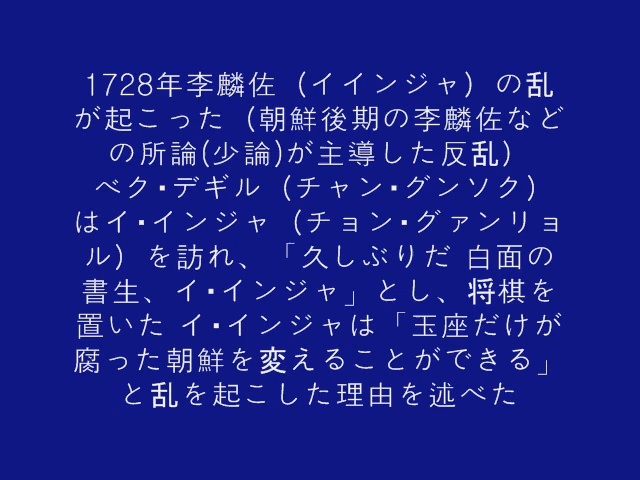 1728年李麟佐（イインジャ）の乱
が起こった（朝鮮後期の李麟佐など
の所論(少論)が主導した反乱）
ベク・デギル（チャン・グンソク）
はイ・インジャ（チョン・グァンリョ
ル）を訪れ、「久しぶりだ 白面の
書生、イ・インジャ」とし、将棋を
置いた イ・インジャは「玉座だけが
腐った朝鮮を変えることができる」
と乱を起こした理由を述べた